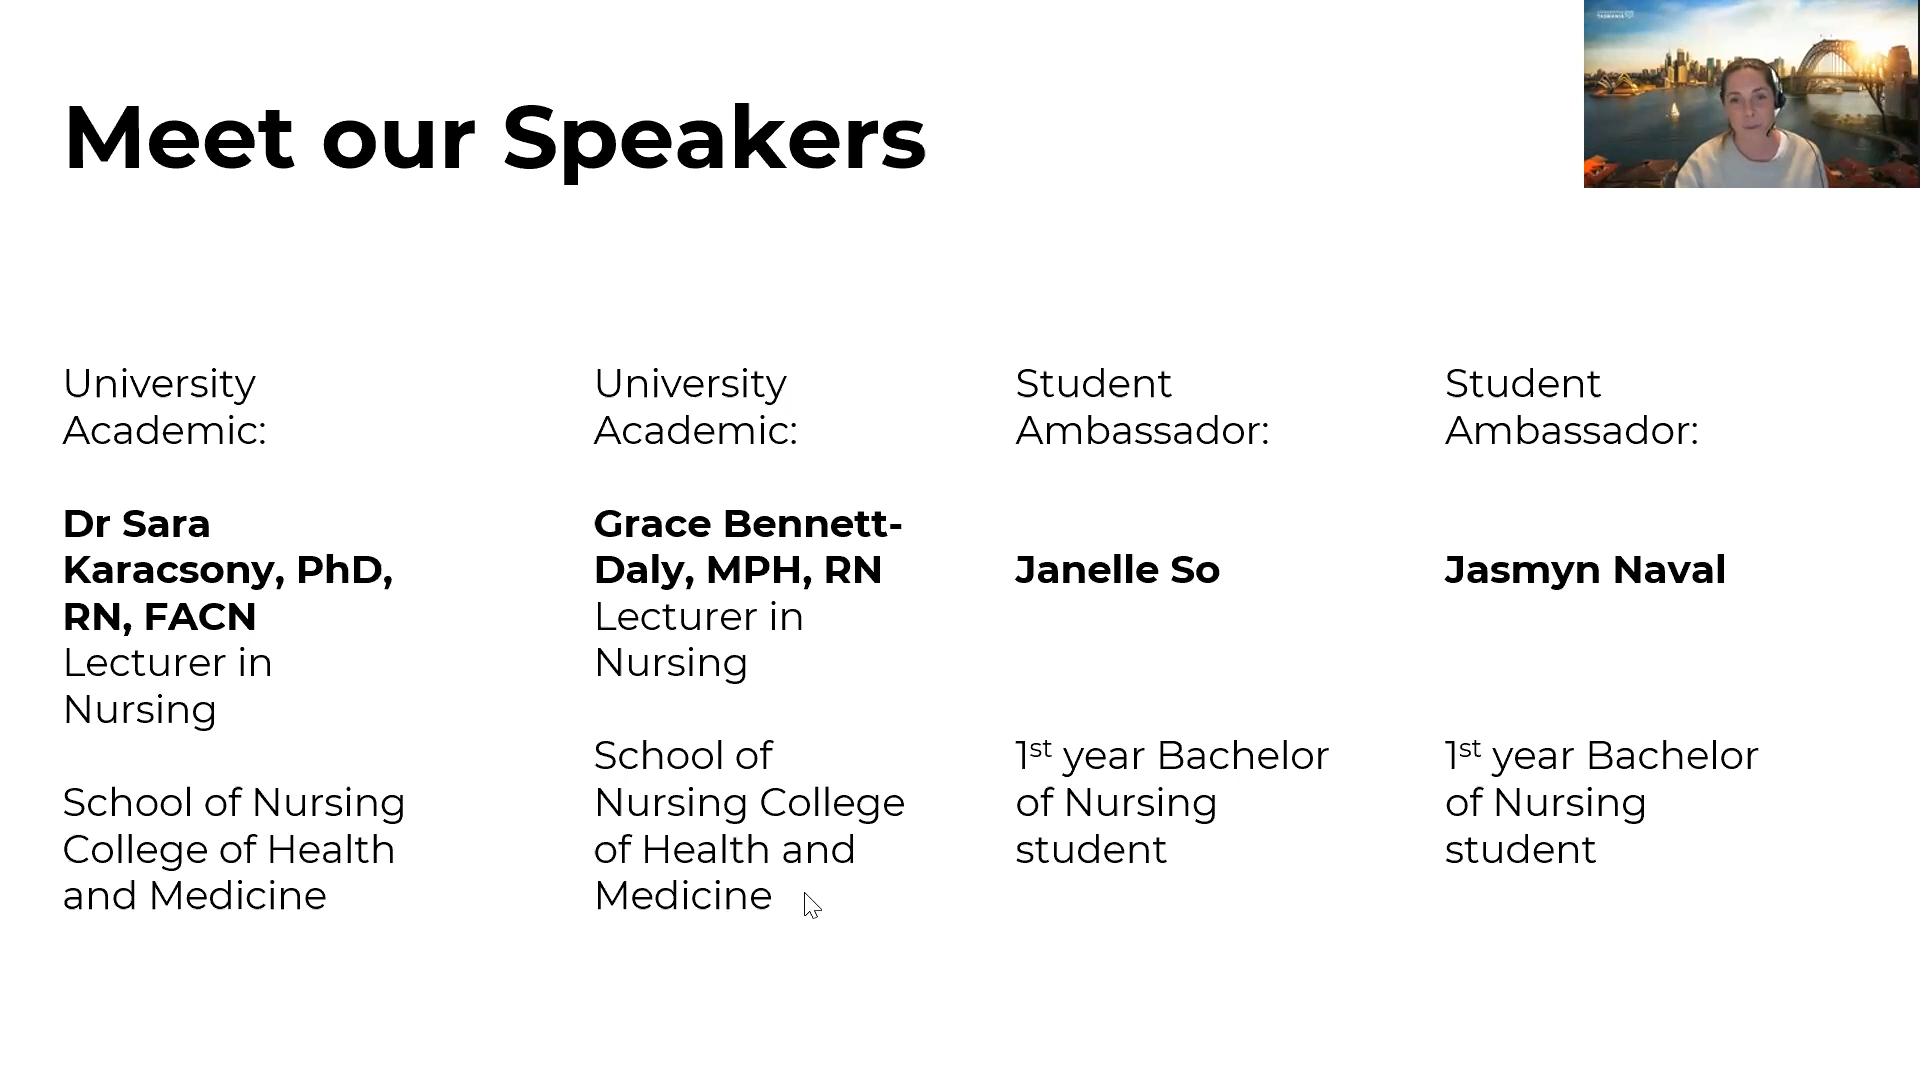 TASMANIA
Meet our Speakers
University
Academic:
Dr Sara
Karacsony, PhD,
RN, FACN
Lecturer in
Nursing
School of Nursing
College of Health
and Medicine
University
Academic:
Grace Bennett-
Daly, MPH, RN
Lecturer in
Nursing
School of
Nursing College
of Health and
Medicine
Student
Ambassador:
Janelle So
1st year Bachelor
of Nursing
student
Student
Ambassador:
Jasmyn Naval
1st year Bachelor
of Nursing
student